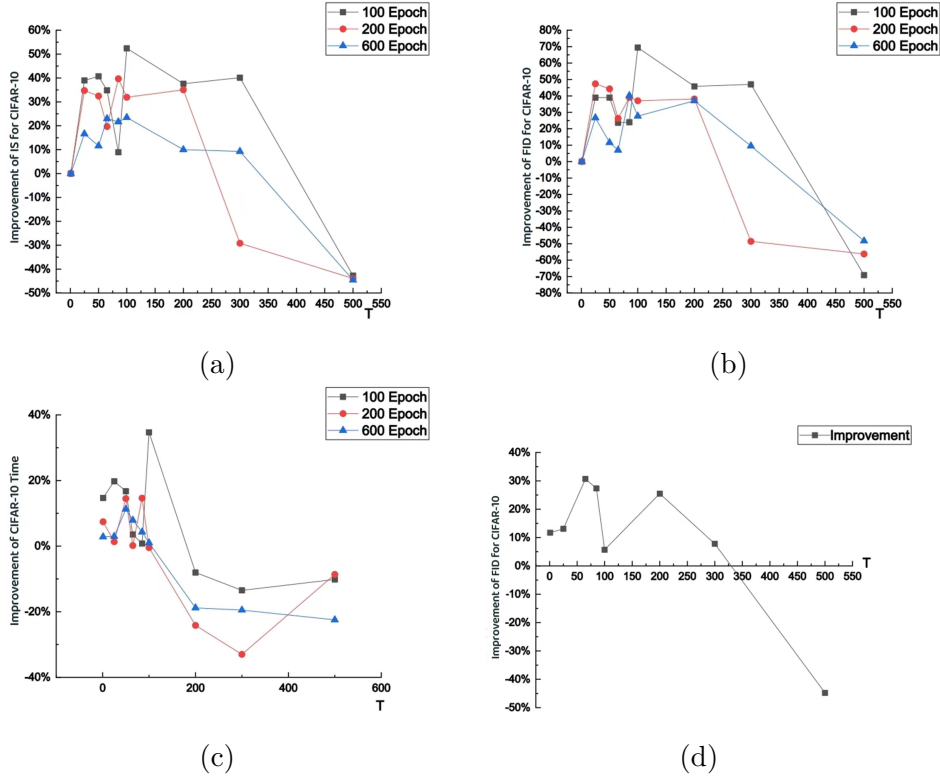 100 Epoch
200 Epoch
600 Epoch
Improvement of IS For CIFAR-10
60%
50%
40%
30%
20%
10%
0%
-10%
-20%
-30%
-40%
-50%
0 50 100 150 200 250 300 350 400 450 500 550
T
(a)
100 Epoch
200 Epoch
600 Epoch
Improvement of FID For CIFAR-10
80%
70%
60%
50%
40%
30%
20%
10%
0%
-10%
-20%
-30%
-40%
-50%
-60%
-70%
-80%
0 50 100 150 200 250 300 350 400 450 500 550
T
(b)
100 Epoch
200 Epoch
600 Epoch
Improvement of CIFAR-10 Time
40%
20%
0%
-20%
-40%
0 200 400 600
T
(c)
Improvement
Improvement of FID for CIFAR-10
40%
30%
20%
10%
0%
-10%
-20%
-30%
-40%
-50%
0 50 100 150 200 250 300 350 400 450 500 550
T
(d)